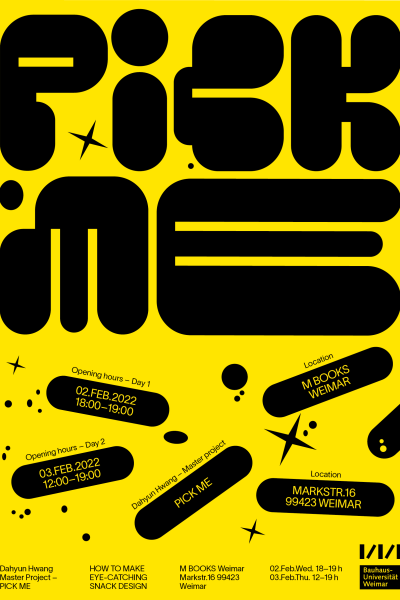 PiCK
ME
Opening hours – Day 1
02.FEB.2022
18:00–19:00
Location
M BOOKS
WEIMAR
Opening hours – Day 2
03.FEB.2022
12:00–19:00
Dahyun Hwang – Master project
PICK ME
Location
MARKSTR.16
99423 WEIMAR
Dahyun Hwang
Master Project –
PICK ME
HOW TO MAKE
EYE-CATCHING
SNACK DESIGN
M BOOKS Weimar
Markstr.16 99423
Weimar
02.Feb.Wed. 18–19 h
03.Feb.Thu. 12–19 h
Bauhaus-
Universität
Weimar